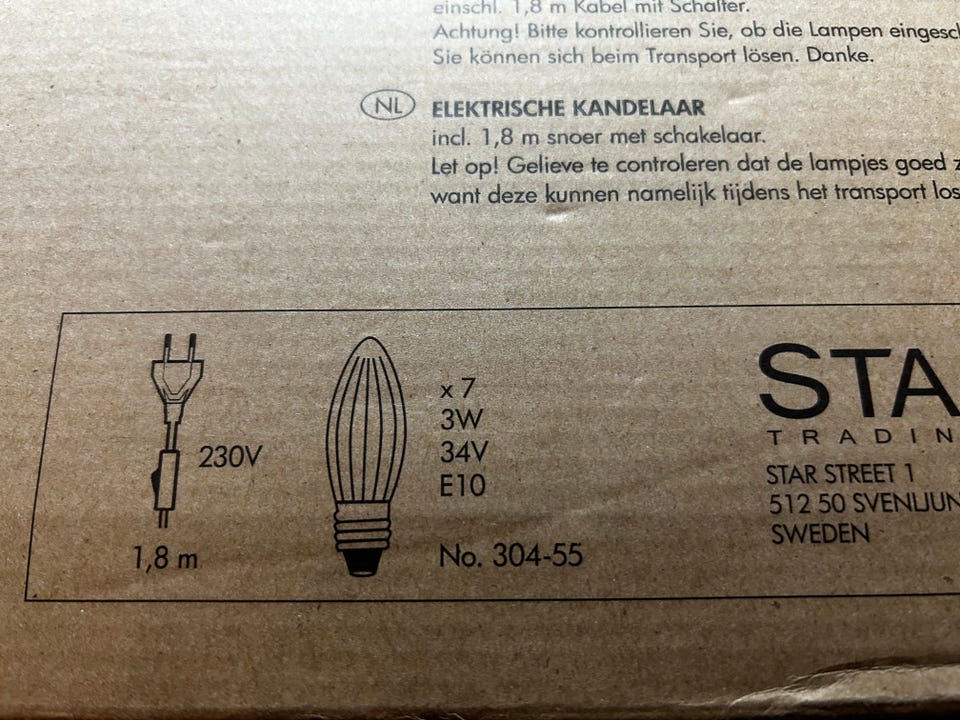 einschl. 1,8 m Kabel mit Schalter.
Achtung! Bitte kontrollieren Sie, ob die Lampen eingesch
Sie können sich beim Transport lösen. Danke.
NL ELEKTRISCHE KANDELAAR
incl. 1,8 m snoer met schakelaar.
Let op! Gelieve te controleren dat de lampjes goed z
want deze kunnen namelijk tijdens het transport los
230V
1,8 m
x 7
3W
34V
E10
No. 304-55
STA
TRADIN
STAR STREET 1
512 50 SVENLJUN
SWEDEN